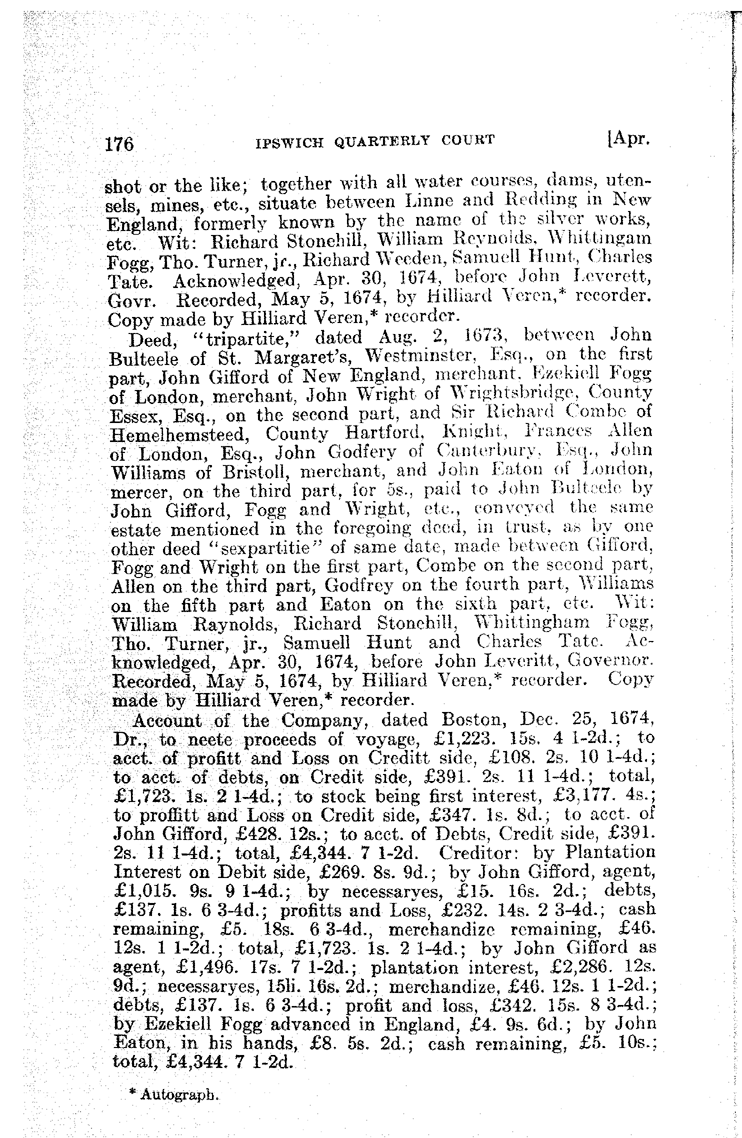 176 IPSWICH QUARTERLY COURT [Apr.
shot or the like; together with all water courses, dams, uten-
sels, mines, etc., situate between Linne and Redding in New
England, formerly known by the name of the silver works,
etc. Wit: Richard Stonehill, William Reynolds, Whittingam
Fogg, Tho. Turner, jr., Richard Weeden, Samuell Hunt, Charles
Tate. Acknowledged, Apr. 30, 1674, before John Leverett,
Govr. Recorded, May 5, 1674, by Hilliard Veren,* recorder.
Copy made by Hilliard Veren,* recorder.
Deed, "tripartite," dated Aug. 2, 1673, between John
Bulteele of St. Margaret's, Westminster, Esq., on the first
part, John Gifford of New England, merchant, Ezekiell Fogg
of London, merchant, John Wright of Wrightsbridge, County
Essex, Esq., on the second part, and Sir Richard Combe of
Hemelhemsteed, County Hartford, Knight, Frances Allen
of London, Esq., John Godfery of Canterbury, Esq., John
Williams of Bristoll, merchant, and John Eaton of London,
mercer, on the third part, for 5s., paid to John Bulteele by
John Gifford, Fogg and Wright, etc., conveyed the same
estate mentioned in the foregoing deed, in trust, as by one
other deed "sexpartitie" of same date, made between Gifford,
Fogg and Wright on the first part, Combe on the second part,
Allen on the third part, Godfrey on the fourth part, Williams
on the fifth part and Eaton on the sixth part, etc. Wit:
William Raynolds, Richard Stonehill, Whittingham Fogg,
Tho. Turner, jr., Samuell Hunt and Charles Tate. Ac-
knowledged, Apr. 30, 1674, before John Leveritt, Governor.
Recorded, May 5, 1674, by Hilliard Veren,* recorder. Copy
made by Hilliard Veren,* recorder.
Account of the Company, dated Boston, Dec. 25, 1674,
Dr., to neete proceeds of voyage, £1,223. 15s. 4 1-2d.; to
acct. of profitt and Loss on Creditt side, £108. 2s. 10 1-4d.;
to acct. of debts, on Credit side, £391. 2s. 11 1-4d.; total,
£1,723. 1s. 2 1-4d.; to stock being first interest, £3,177. 4s.;
to proffitt and Loss on Credit side, £347. 1s. 8d.; to acct. of
John Gifford, £428. 12s.; to acct. of Debts, Credit side, £391.
2s. 11 1-4d.; total, £4,344. 7 1-2d. Creditor: by Plantation
Interest on Debit side, £269. 8s. 9d.; by John Gifford, agent,
£1,015. 9s. 9 1-4d.; by necessaryes, £15. 16s. 2d.; debts,
£137. 1s. 6 3-4d.; profitts and Loss, £232. 14s. 2 3-4d.; cash
remaining, £5. 18s. 6 3-4d., merchandize remaining, £46.
12s. 1 1-2d.; total, £1,723. 1s. 2 1-4d.; by John Gifford as
agent, £1,496. 17s. 7 1-2d.; plantation interest, £2,286. 12s.
9d.; necessaryes, 15li. 16s. 2d.; merchandize, £46. 12s. 1 1-2d.;
debts, £137. 1s. 6 3-4d.; profit and loss, £342. 15s. 8 3-4d.;
by Ezekiell Fogg advanced in England, £4. 9s. 6d.; by John
Eaton, in his hands, £8. 5s. 2d.; cash remaining, £5. 10s.;
total, £4,344. 7 1-2d.
* Autograph.